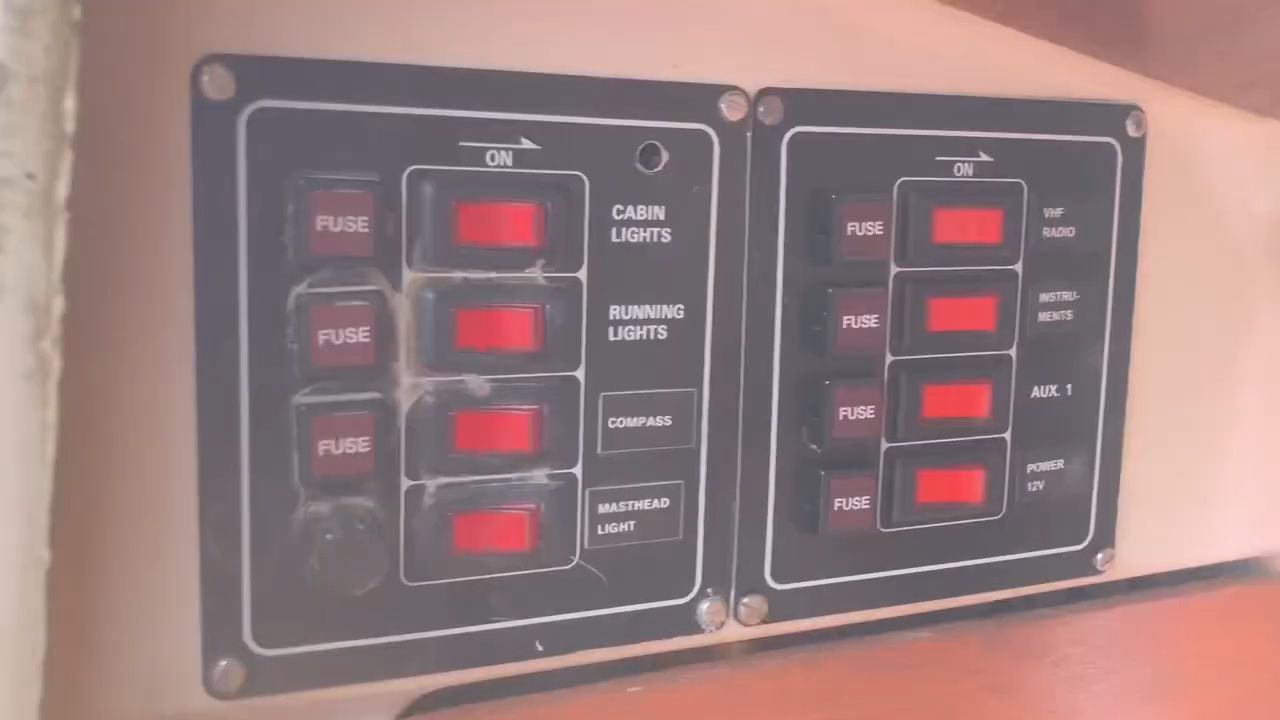 ON
FUSE
CABIN
LIGHTS
FUSE
RUNNING
LIGHTS
FUSE
COMPASS
MASTHEAD
LIGHT
ON
FUSE
VHF
RADIO
FUSE
INSTRU-
MENTS
FUSE
AUX. 1
FUSE
POWER
12V